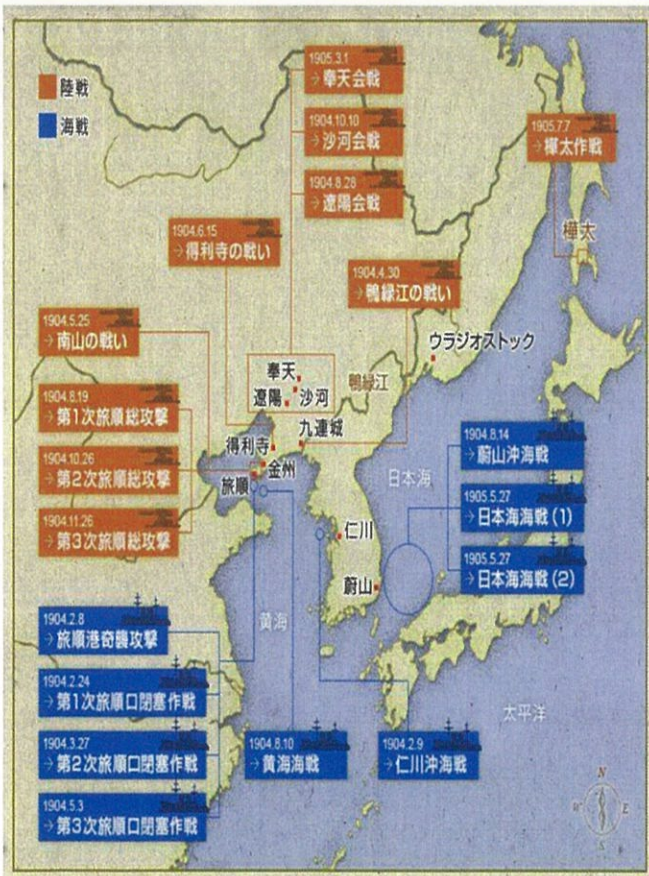 陸戦
海戦
1905.3.1
→奉天会戦
1904.10.10
→沙河会戦
1904.8.28
→遼陽会戦
1905.7.7
→樺太作戦
1904.6.15
→得利寺の戦い
1904.4.30
→鴨緑江の戦い
樺太
1904.5.25
→南山の戦い
ウラジオストック
奉天
遼陽
沙河
鴨緑江
九連城
1904.8.19
→第1次旅順総攻撃
得利寺
金州
旅順
1904.10.26
→第2次旅順総攻撃
1904.11.26
→第3次旅順総攻撃
日本海
1904.8.14
→蔚山沖海戦
1905.5.27
→日本海海戦(1)
1905.5.27
→日本海海戦(2)
仁川
蔚山
黄海
1904.2.8
→旅順港奇襲攻撃
1904.2.24
→第1次旅順口閉塞作戦
1904.3.27
→第2次旅順口閉塞作戦
1904.5.3
→第3次旅順口閉塞作戦
1904.8.10
→黄海海戦
1904.2.9
→仁川沖海戦
太平洋
N
W
E
S